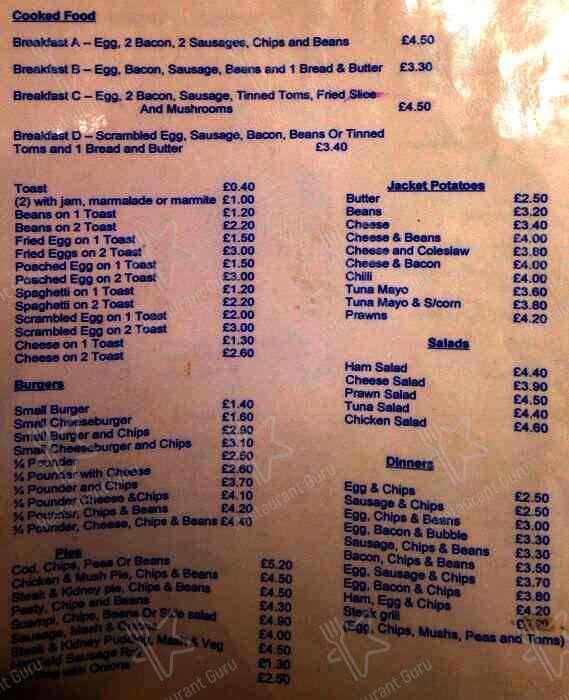 Cooked Food
Breakfast A – Egg, 2 Bacon, 2 Sausages, Chips and Beans £4.50
Breakfast B – Egg, Bacon, Sausage, Beans and 1 Bread & Butter £3.30
Breakfast C – Egg, 2 Bacon, Sausage, Tinned Toms, Fried Slice
And Mushrooms £4.50
Breakfast D – Scrambled Egg, Sausage, Bacon, Beans Or Tinned
Toms and 1 Bread and Butter £3.40
Toast £0.40
(2) with jam, marmalade or marmite £1.00
Beans on 1 Toast £1.20
Beans on 2 Toast £2.20
Fried Egg on 1 Toast £1.50
Fried Eggs on 2 Toast £3.00
Poached Egg on 1 Toast £1.50
Poached Egg on 2 Toast £3.00
Spaghetti on 1 Toast £1.20
Spaghetti on 2 Toast £2.20
Scrambled Egg on 1 Toast £2.00
Scrambled Egg on 2 Toast £3.00
Cheese on 1 Toast £1.30
Cheese on 2 Toast £2.60
Burgers
Small Burger £1.40
Small Cheeseburger £1.60
Small Burger and Chips £2.90
Small Cheeseburger and Chips £3.10
¼ Pounder £2.50
¼ Pounder with Cheese £2.60
¼ Pounder and Chips £3.70
¼ Pounder Cheese &Chips £4.10
¼ Pounder, Chips & Beans £4.20
¼ Pounder, Cheese, Chips & Beans £4.40
Pies
Cod, Chips, Peas Or Beans £5.20
Chicken & Mush Pie, Chips & Beans £4.50
Steak & Kidney pie, Chips & Beans £4.50
Pasty, Chips and Beans £4.30
Scampi, Chips, Beans Or Side salad £4.90
Sausage, Mash & £4.00
Steak & Kidney Pudding, Mash & Veg £4.50
Sausage Roll £1.30
with Onions £2.50
Jacket Potatoes
Butter £2.50
Beans £3.20
Cheese £3.40
Cheese & Beans £4.00
Cheese and Coleslaw £3.80
Cheese & Bacon £4.00
Chilli £4.00
Tuna Mayo £3.60
Tuna Mayo & S/corn £3.80
Prawns £4.20
Salads
Ham Salad £4.40
Cheese Salad £3.90
Prawn Salad £4.50
Tuna Salad £4.40
Chicken Salad £4.60
Dinners
Egg & Chips £2.50
Sausage & Chips £2.50
Egg, Chips & Beans £3.00
Egg, Bacon & Bubble £3.30
Sausage, Chips & Beans £3.30
Bacon, Chips & Beans £3.50
Egg, Sausage & Chips £3.70
Egg, Bacon & Chips £3.80
Ham, Egg & Chips £4.20
Steak grill
(Egg, Chips, Mushs, Peas and Toms)
Restaurant Guru